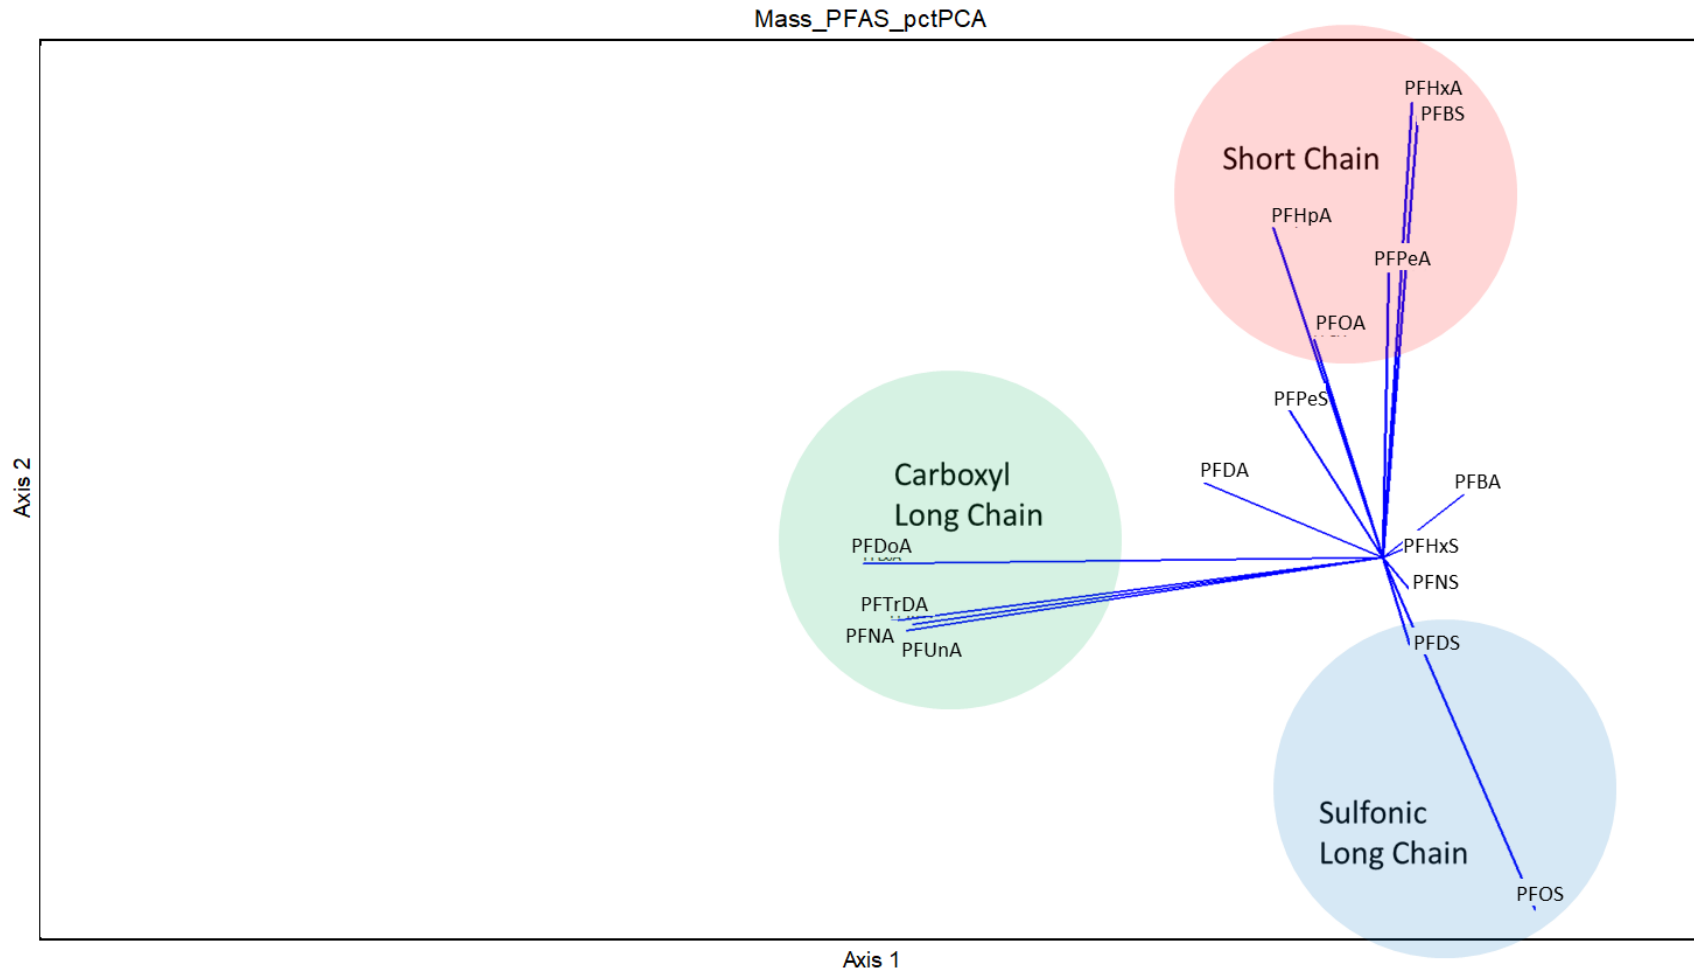 Mass_PFAS_pctPCA
PFHxA
PFBS
Short Chain
PFHpA
PFPeA
PFOA
PFPeS
Carboxyl
Long Chain
PFDA
PFBA
Axis 2
PFDoA
PFHxS
PFNS
PFTrDA
PFNA
PFUnA
PFDS
Sulfonic
Long Chain
PFOS
Axis 1